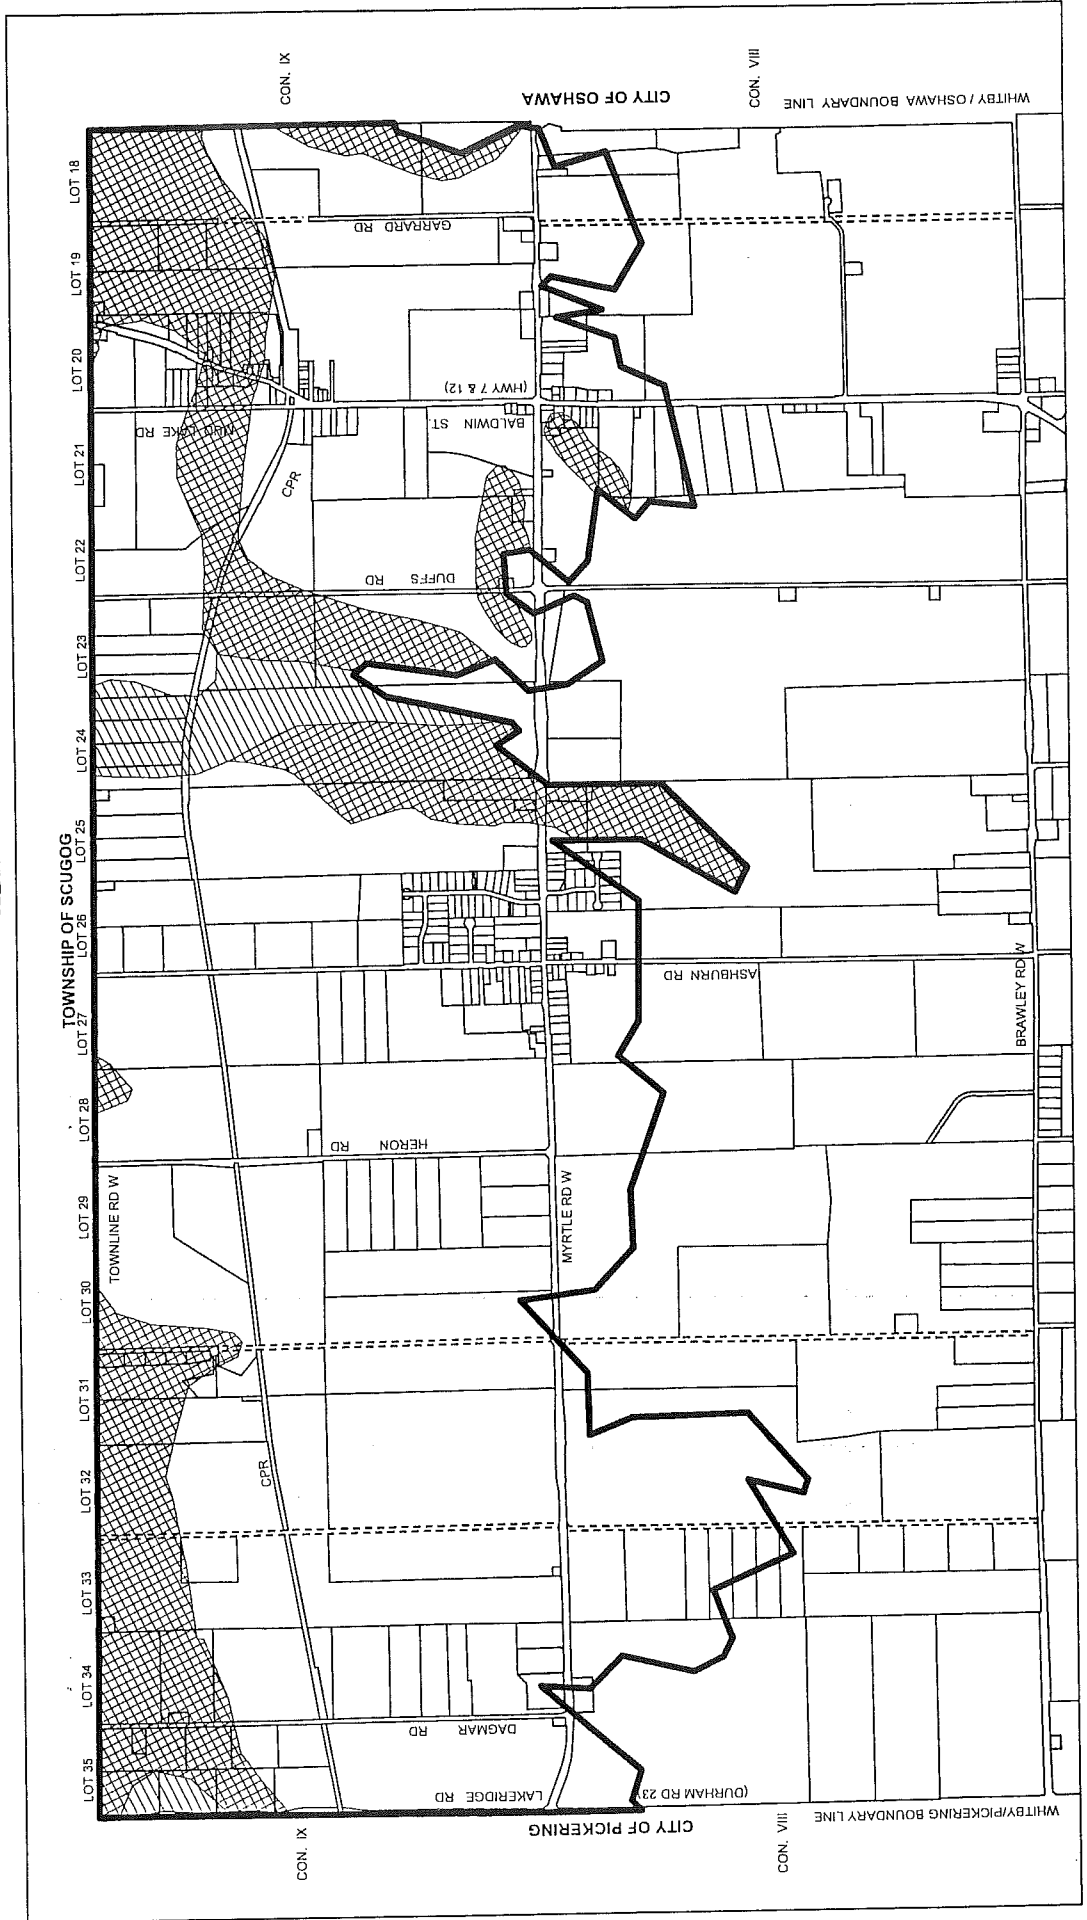 TOWNSHIP OF SCUGOG
LOT 35
LOT 34
LOT 33
LOT 32
LOT 31
LOT 30
LOT 29
LOT 28
LOT 27
LOT 26
LOT 25
LOT 24
LOT 23
LOT 22
LOT 21
LOT 20
LOT 19
LOT 18
TOWNLINE RD W
CON. IX
CON. IX
CPR
CPR
MUD LAKE RD
LAKERIDGE RD
DAGMAR RD
HERON RD
DUFFS RD
BALDWIN ST.
(HWY 7 & 12)
GARRARD RD
CITY OF PICKERING
MYRTLE RD W
CITY OF OSHAWA
(DURHAM RD 23)
ASHBURN RD
CON. VIII
CON. VIII
BRAWLEY RD W
WHITBY/PICKERING BOUNDARY LINE
WHITBY / OSHAWA BOUNDARY LINE